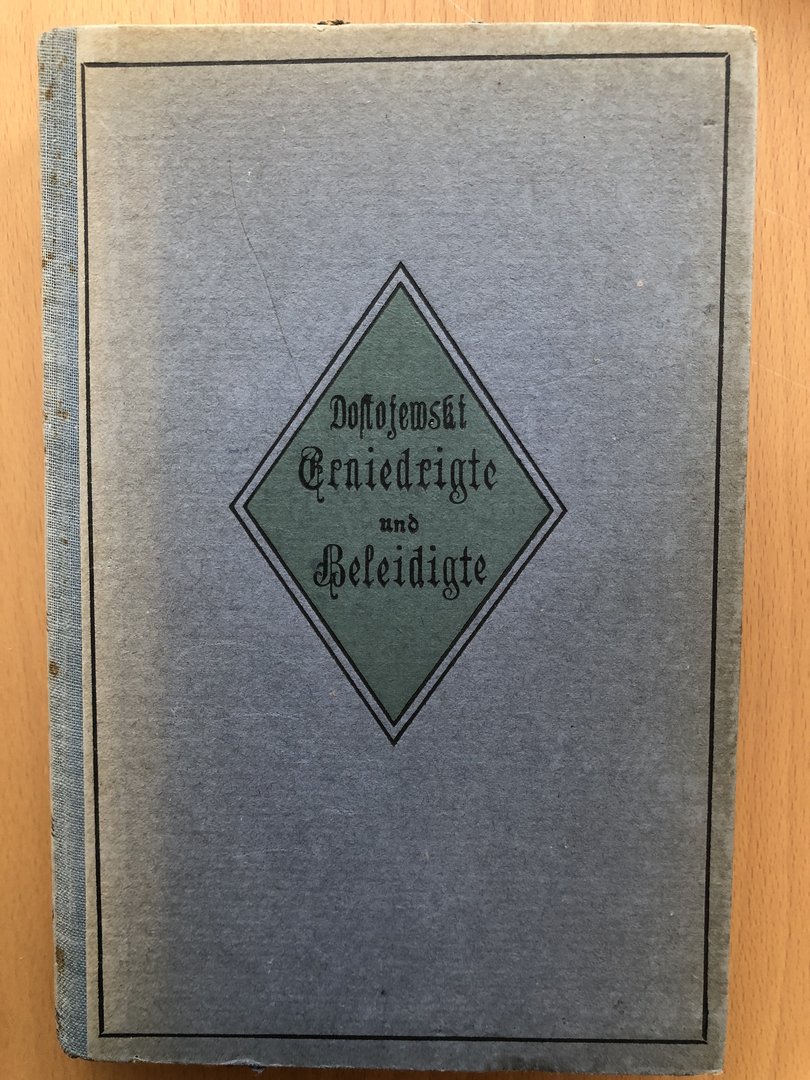 Dostojewski
Erniedrigte
und
Beleidigte